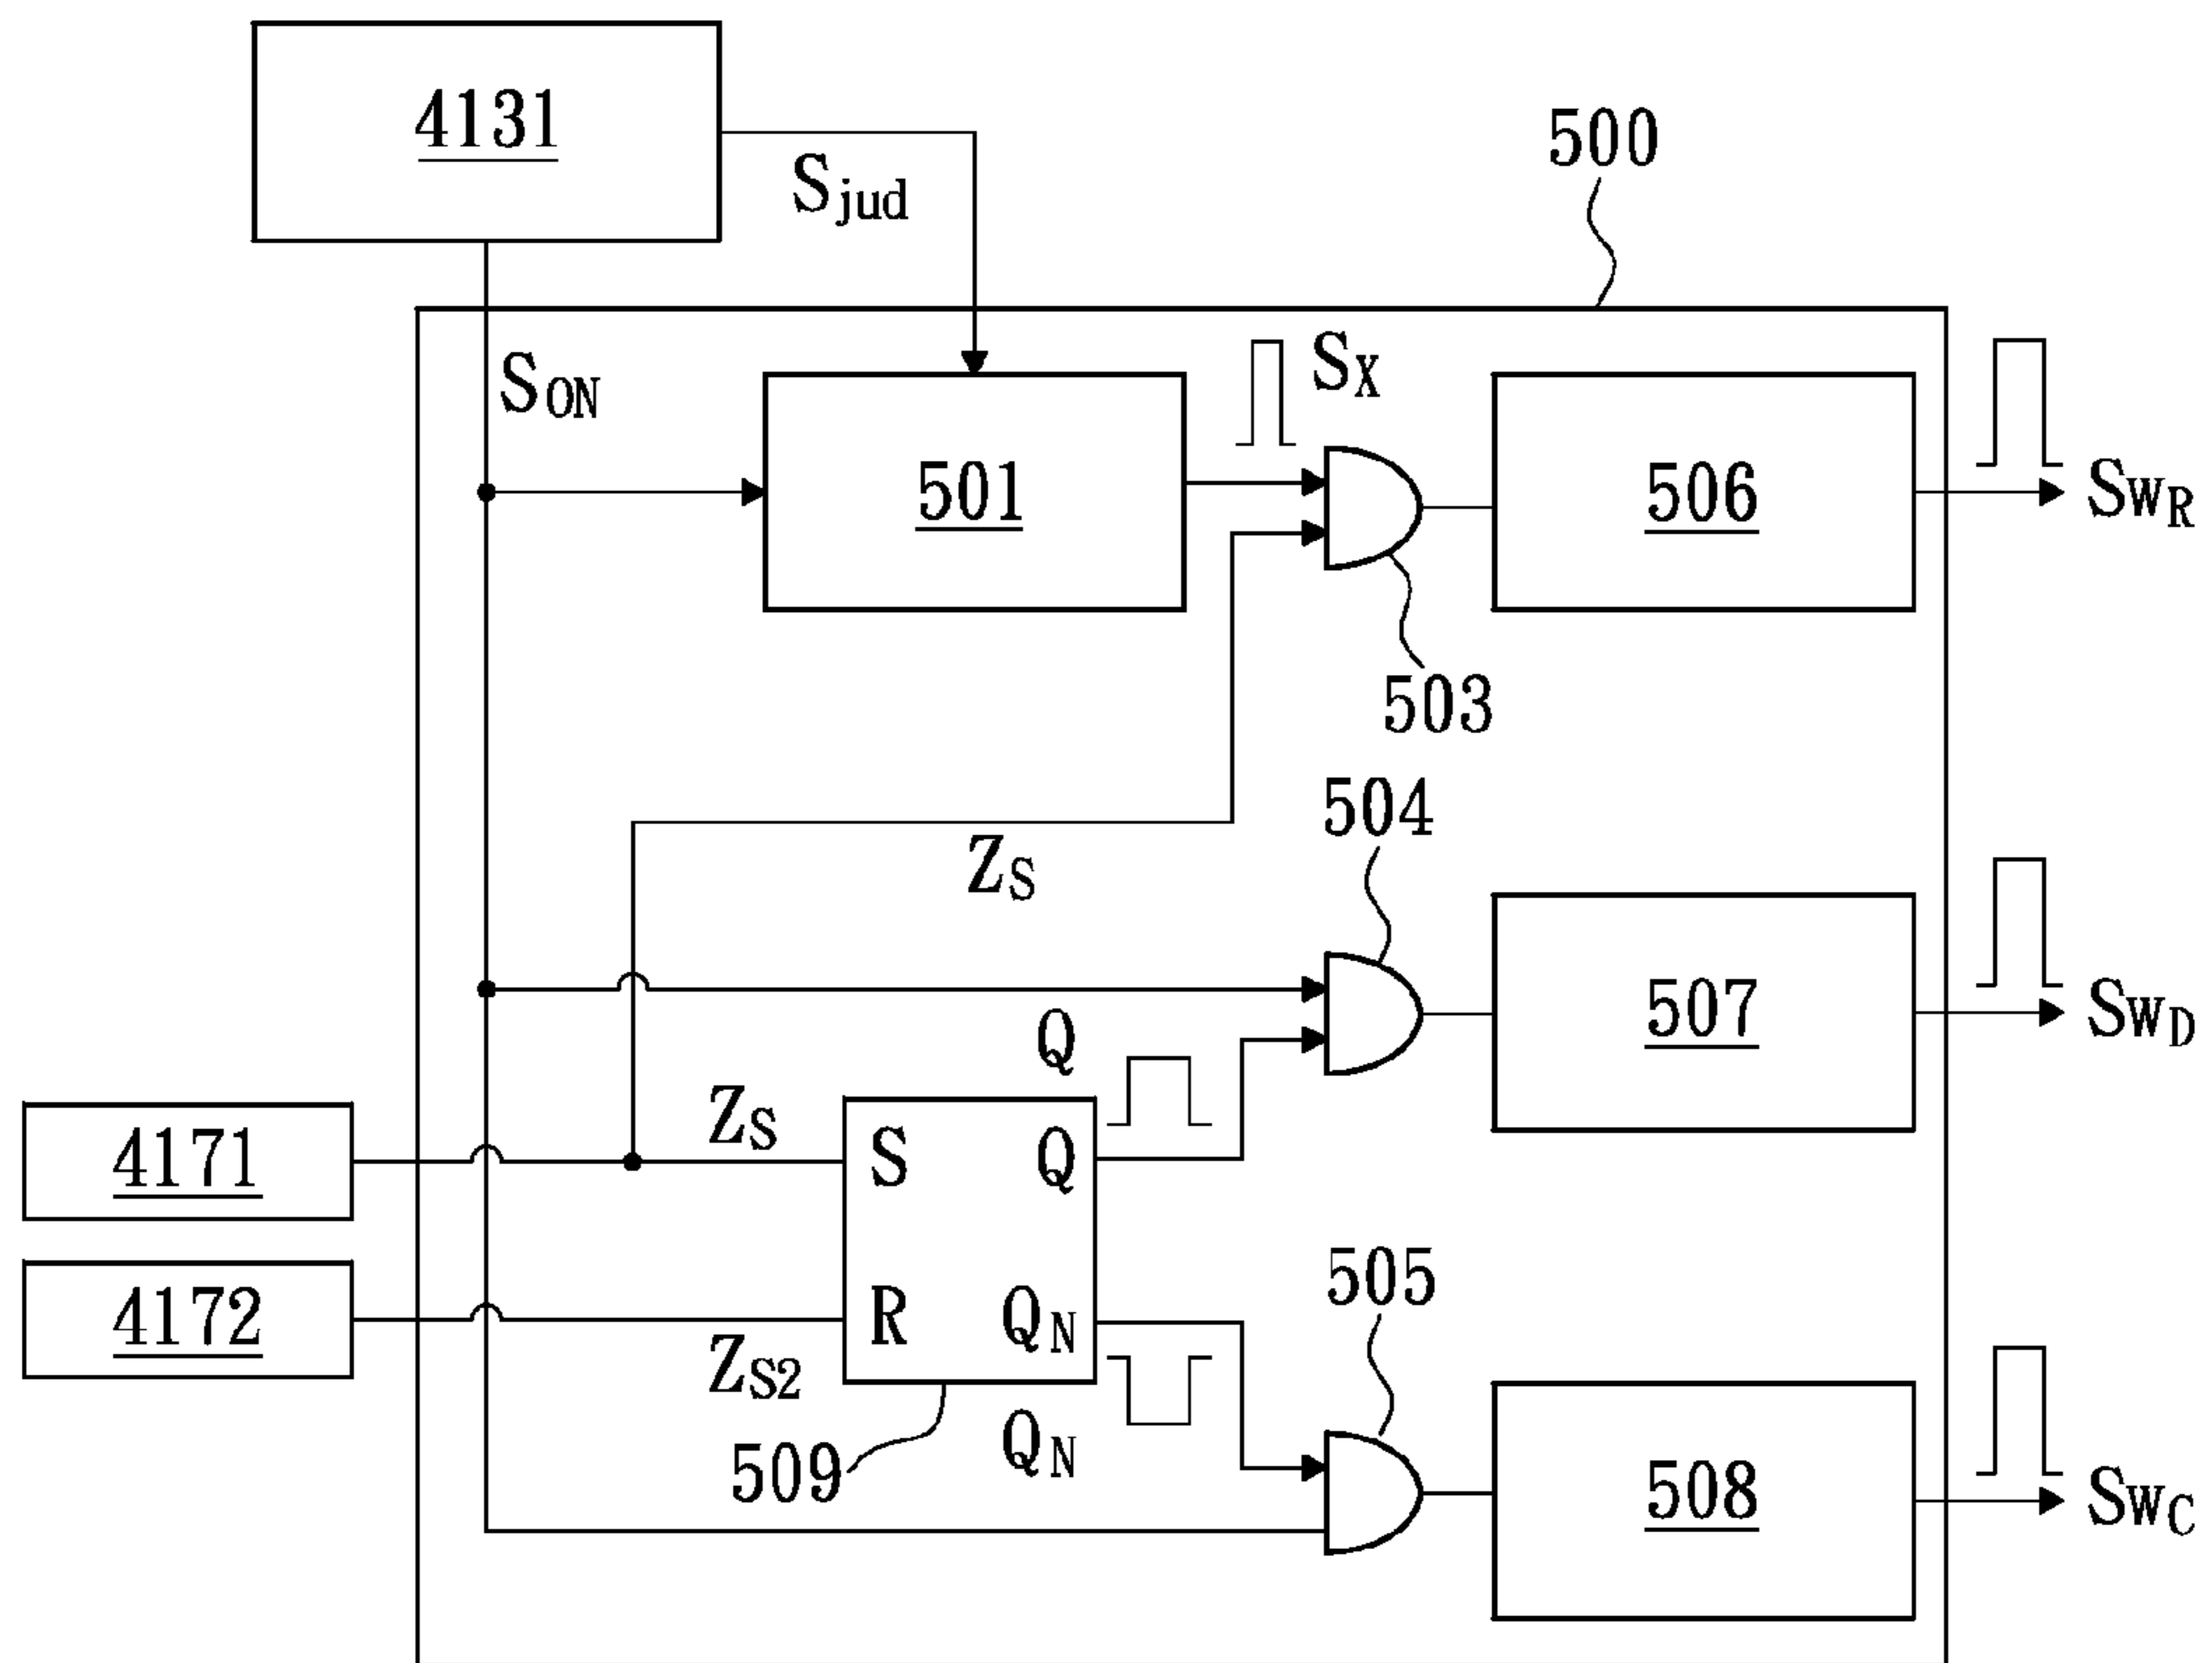 4131
Sjud
500
SON
SX
501
506
SWR
503
504
ZS
507
SWD
Q
4171
ZS
S
Q
505
4172
R
QN
ZS2
509
QN
508
SWC